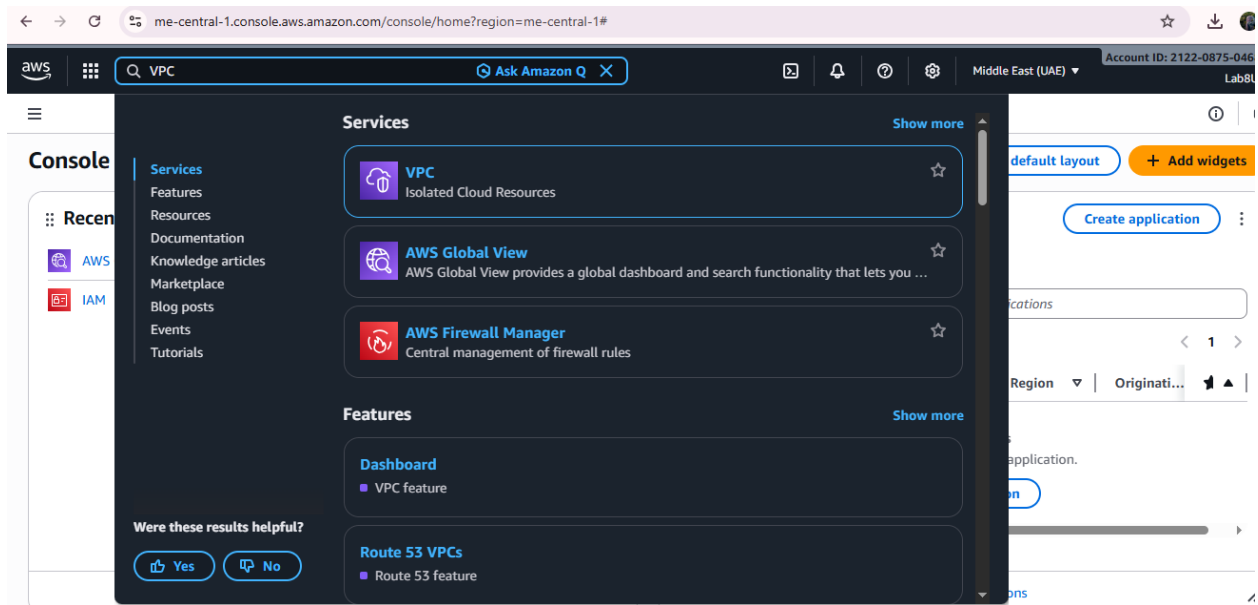 me-central-1.console.aws.amazon.com/console/home?region=me-central-1#
aws
VPC
Ask Amazon Q
Middle East (UAE)
Account ID: 2122-0875-046
Lab8U
Console
default layout
+ Add widgets
Recen
AWS
IAM
Create application
Services
Features
Resources
Documentation
Knowledge articles
Marketplace
Blog posts
Events
Tutorials
Services
Show more
VPC
Isolated Cloud Resources
AWS Global View
AWS Global View provides a global dashboard and search functionality that lets you ...
AWS Firewall Manager
Central management of firewall rules
Features
Show more
Dashboard
VPC feature
Route 53 VPCs
Route 53 feature
Were these results helpful?
Yes
No
ications
1
Region
Originati...
application.
on
ons